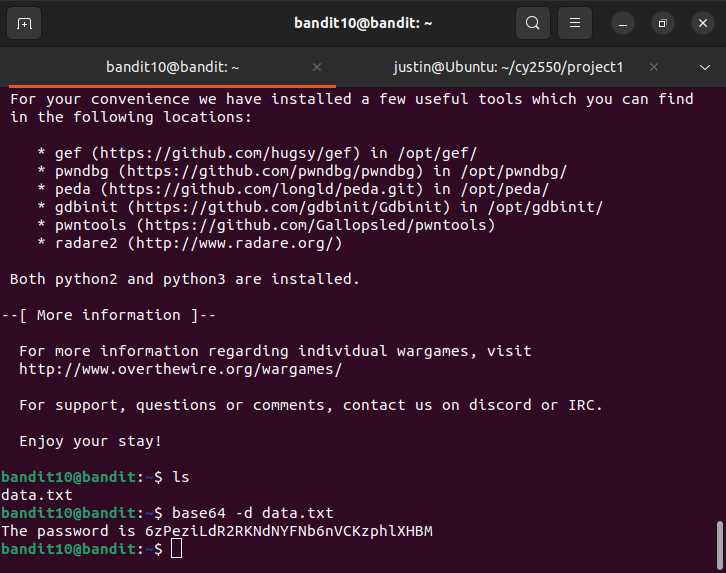 bandit10@bandit: ~
bandit10@bandit: ~
justin@Ubuntu: ~/cy2550/project1
For your convenience we have installed a few useful tools which you can find
in the following locations:
* gef (https://github.com/hugsy/gef) in /opt/gef/
* pwndbg (https://github.com/pwndbg/pwndbg) in /opt/pwndbg/
* peda (https://github.com/longld/peda.git) in /opt/peda/
* gdbinit (https://github.com/gdbinit/Gdbinit) in /opt/gdbinit/
* pwntools (https://github.com/Gallopsled/pwntools)
* radare2 (http://www.radare.org/)
Both python2 and python3 are installed.
--[ More information ]--
For more information regarding individual wargames, visit
http://www.overthewire.org/wargames/
For support, questions or comments, contact us on discord or IRC.
Enjoy your stay!
bandit10@bandit:~$ ls
data.txt
bandit10@bandit:~$ base64 -d data.txt
The password is 6zPeziLdR2RKNdNYFNb6nVCKzphlXHBM
bandit10@bandit:~$